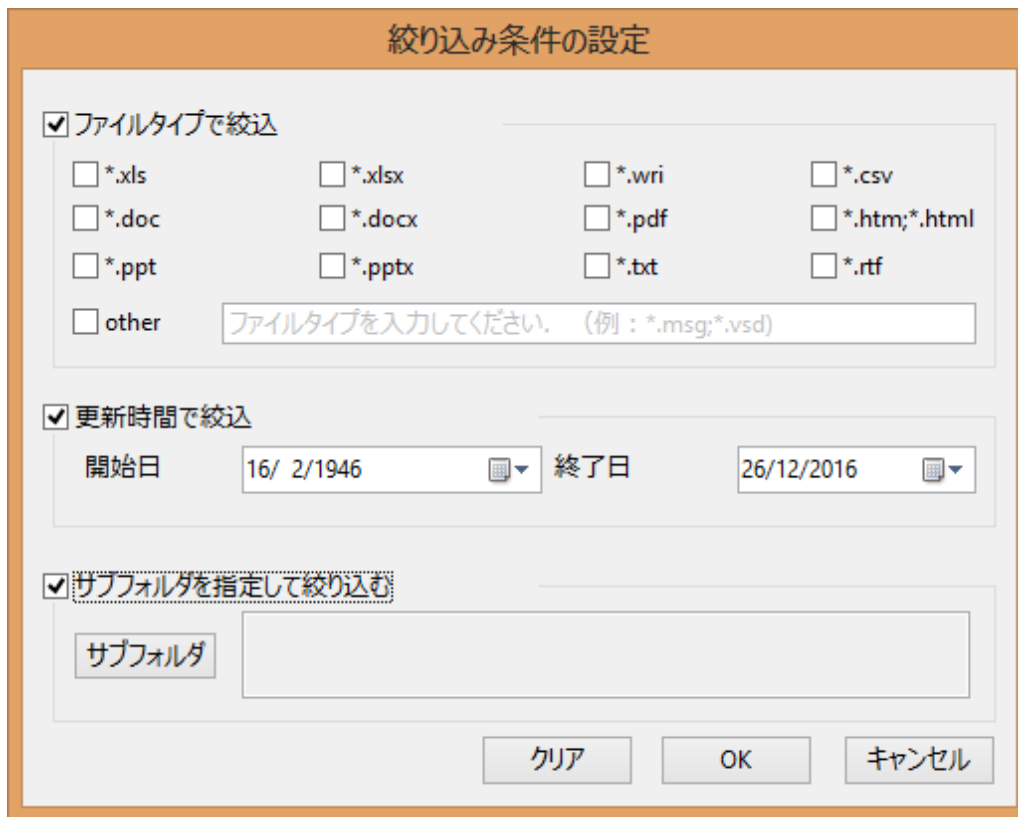 絞り込み条件の設定
ファイルタイプで絞込
*.xls *.xlsx *.wri *.csv
*.doc *.docx *.pdf *.htm;*.html
*.ppt *.pptx *.txt *.rtf
other ファイルタイプを入力してください. （例：*.msg;*.vsd)
更新時間で絞込
開始日 16/ 2/1946 終了日 26/12/2016
サブフォルダを指定して絞り込む
サブフォルダ
クリア OK キャンセル